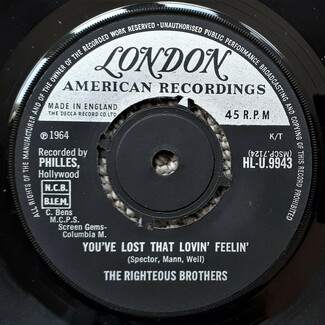 ALL RIGHTS OF THE MANUFACTURER AND OF THE OWNER OF THE RECORDED WORK RESERVED • UNAUTHORISED PUBLIC PERFORMANCE BROADCASTING AND COPYING OF THIS RECORD PROHIBITED
LONDON
AMERICAN RECORDINGS
MADE IN ENGLAND
THE DECCA RECORD CO. LTD
45 R.P.M
℗1964
K/T
Recorded by
PHILLES,
Hollywood
(MSCP.7124)
HL-U.9943
N.C.B.
B.I.E.M.
C. Bens
M.C.P.S.
Screen Gems-
Columbia M.
YOU'VE LOST THAT LOVIN' FEELIN'
(Spector, Mann, Weil)
THE RIGHTEOUS BROTHERS